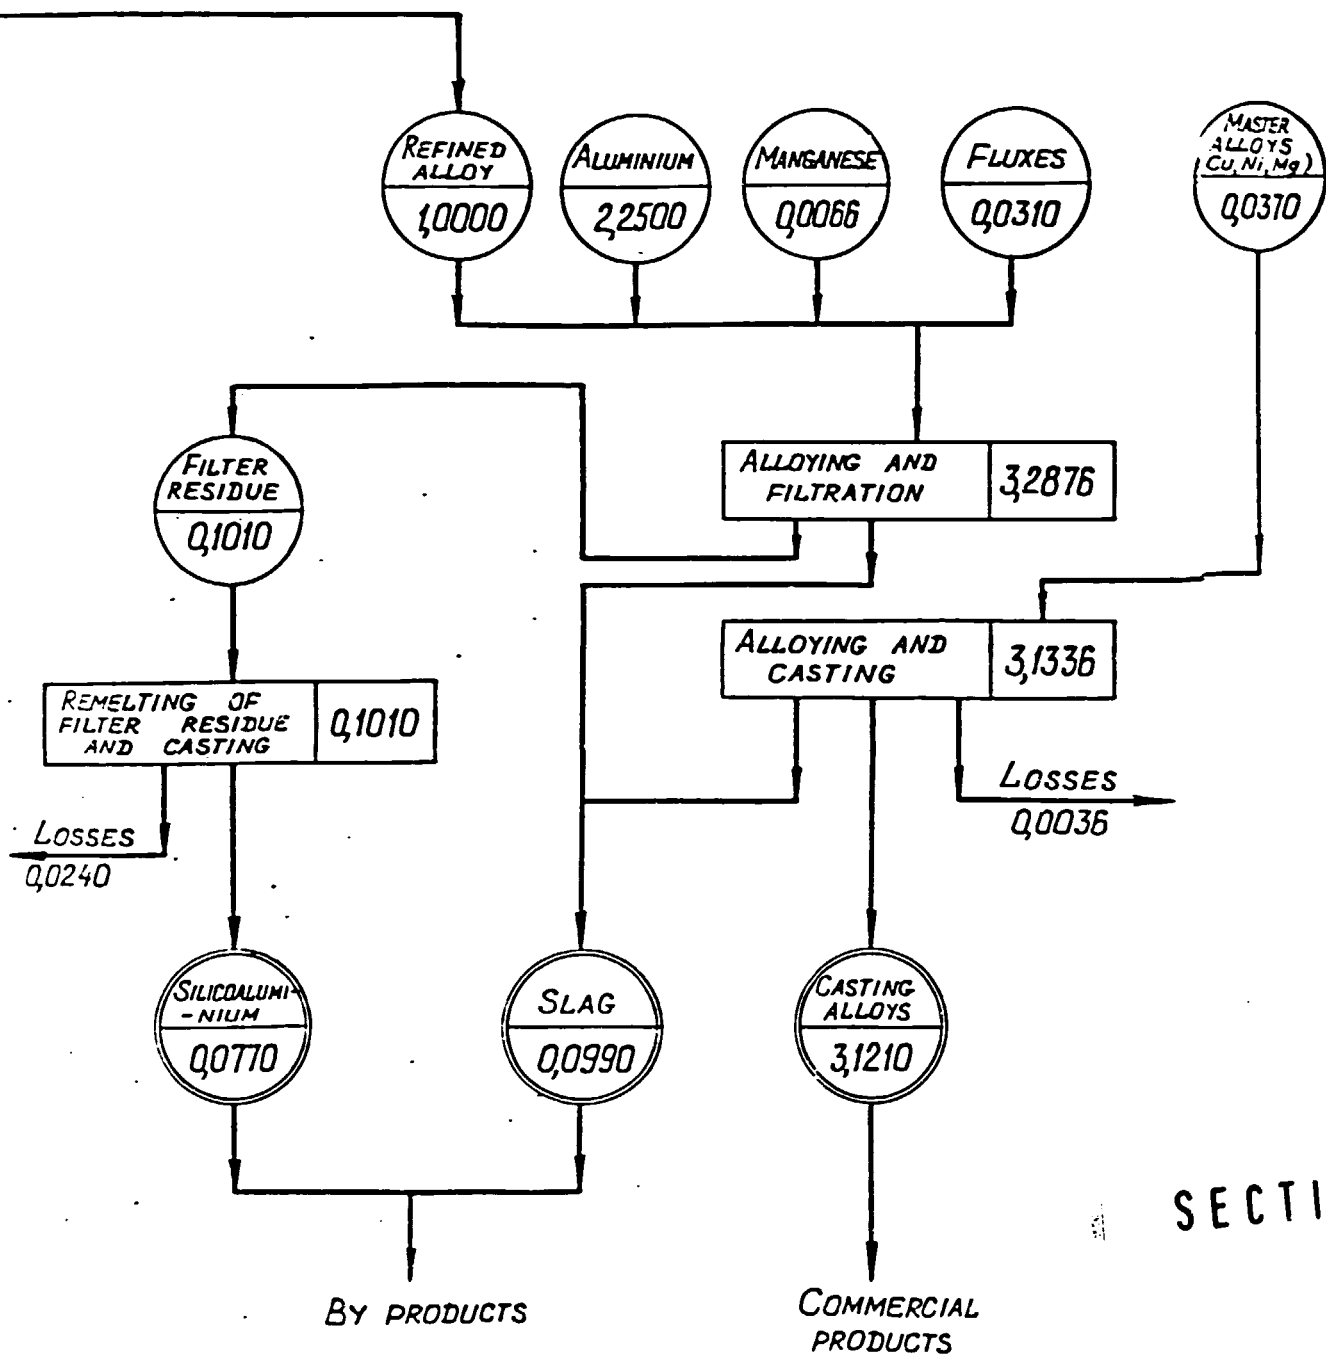 REFINED
ALLOY
1,0000
ALUMINIUM
2,2500
MANGANESE
0,0066
FLUXES
0,0310
MASTER
ALLOYS
Cu, Ni, Mg)
0,0370
FILTER
RESIDUE
0,1010
ALLOYING AND
FILTRATION
3,2876
ALLOYING AND
CASTING
3,1336
REMELTING OF
FILTER RESIDUE
AND CASTING
0,1010
LOSSES
0,0240
LOSSES
0,0036
SILICOALUMI-
-NIUM
0,0770
SLAG
0,0990
CASTING
ALLOYS
3,1210
SECTI
BY PRODUCTS
COMMERCIAL
PRODUCTS